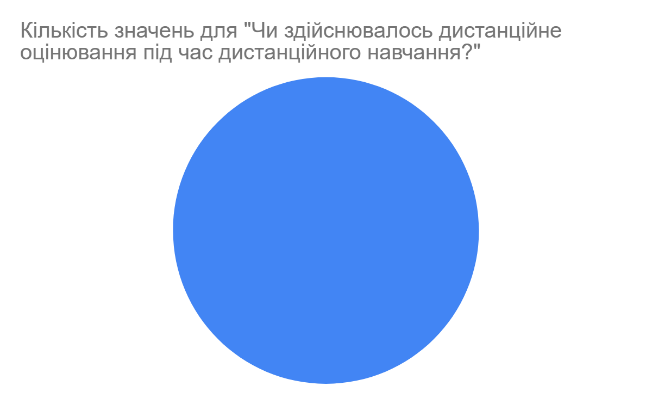 Кількість значень для "Чи здійснювалось дистанційне
оцінювання під час дистанційного навчання?"